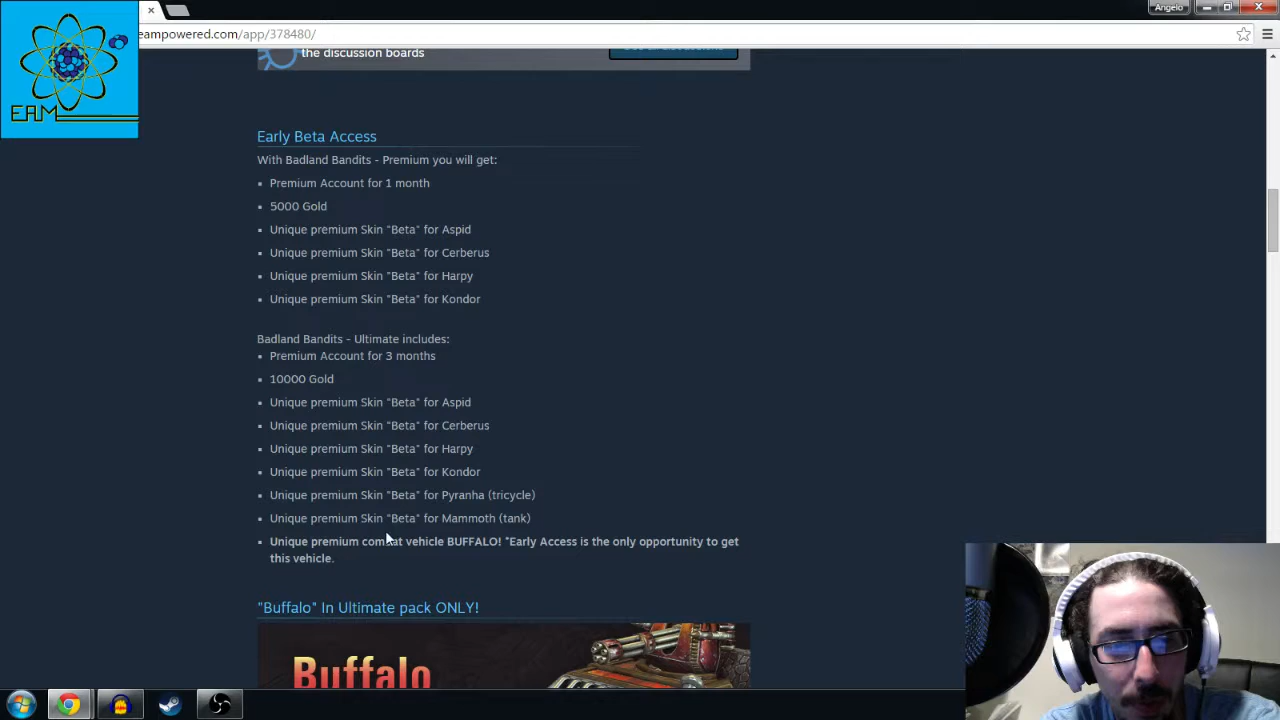 Angelo
eampowered.com/app/378480/
EAM
the discussion boards
Early Beta Access
With Badland Bandits - Premium you will get:
Premium Account for 1 month
5000 Gold
Unique premium Skin "Beta" for Aspid
Unique premium Skin "Beta" for Cerberus
Unique premium Skin "Beta" for Harpy
Unique premium Skin "Beta" for Kondor
Badland Bandits - Ultimate includes:
Premium Account for 3 months
10000 Gold
Unique premium Skin "Beta" for Aspid
Unique premium Skin "Beta" for Cerberus
Unique premium Skin "Beta" for Harpy
Unique premium Skin "Beta" for Kondor
Unique premium Skin "Beta" for Pyranha (tricycle)
Unique premium Skin "Beta" for Mammoth (tank)
Unique premium combat vehicle BUFFALO! "Early Access is the only opportunity to get
this vehicle.
"Buffalo" In Ultimate pack ONLY!
Buffalo